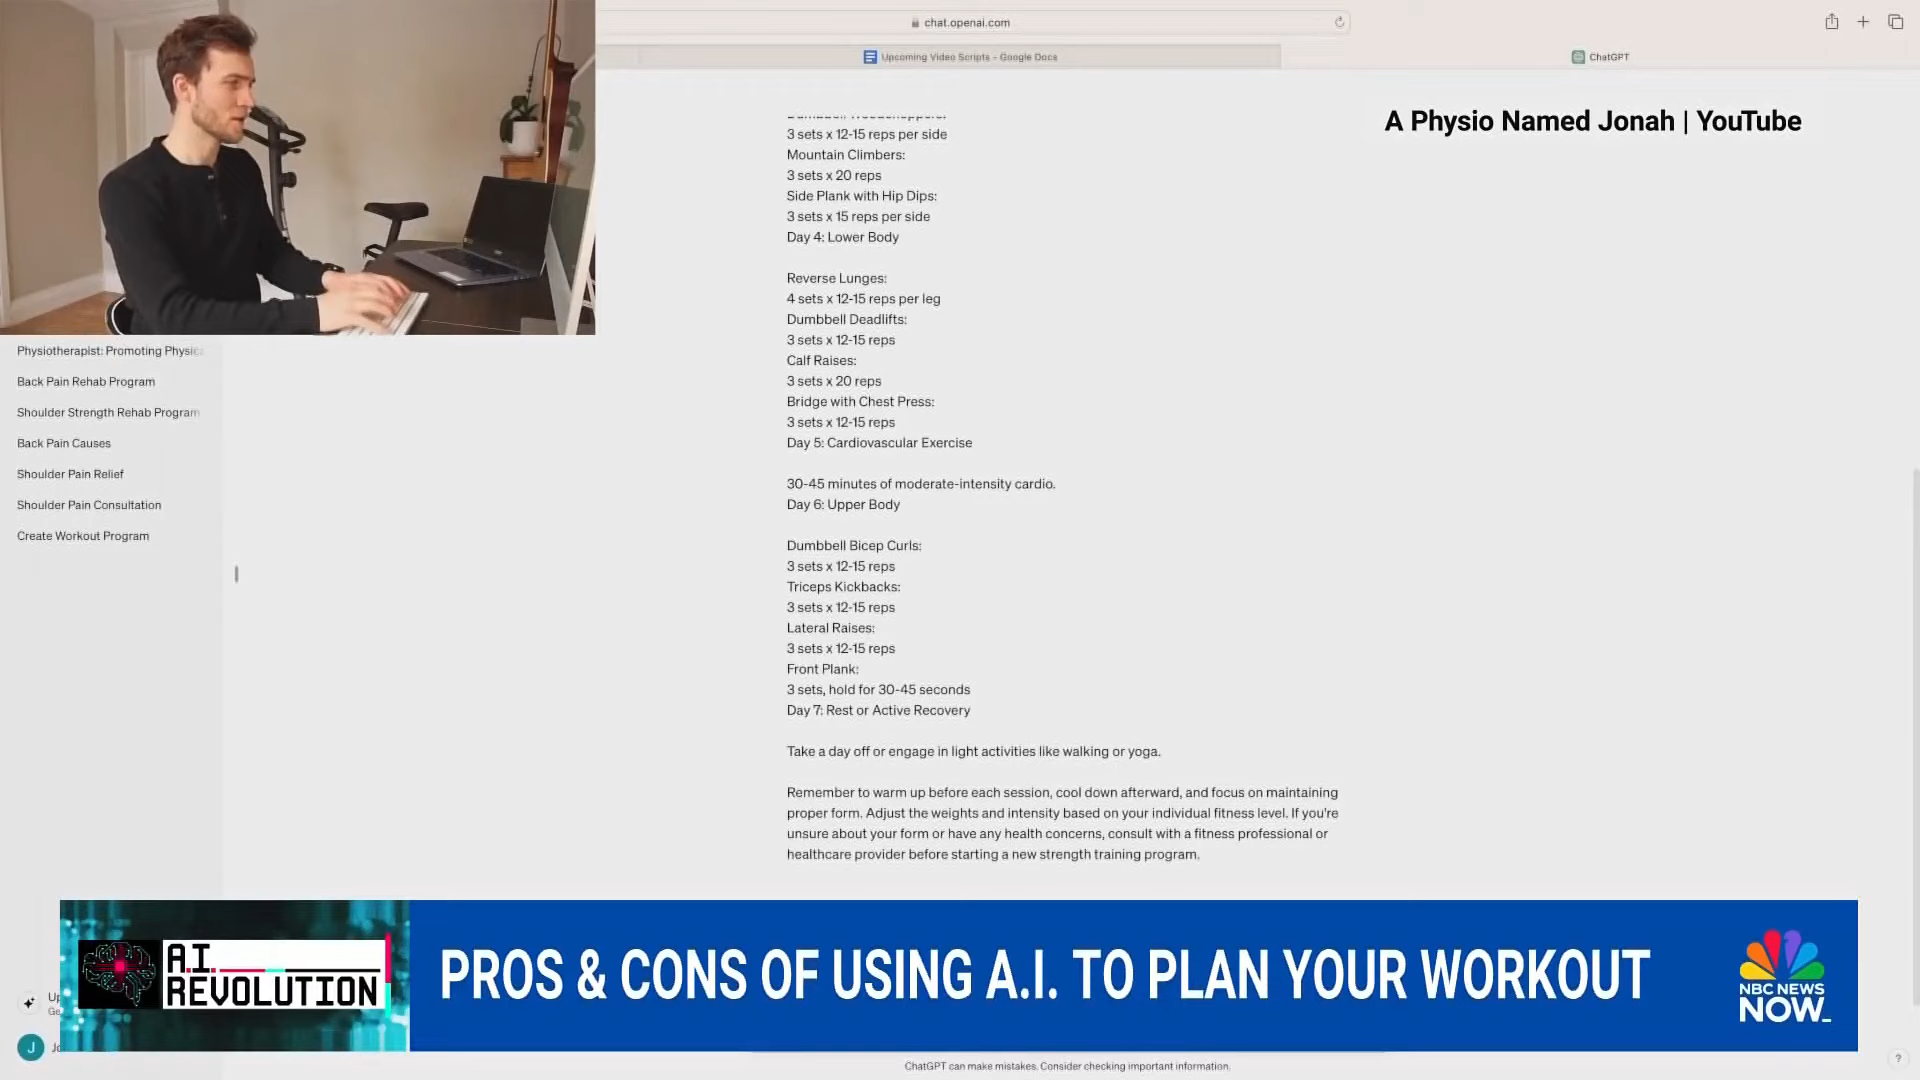 chat.openai.com
Upcoming Video Scripts - Google Docs
ChatGPT
A Physio Named Jonah | YouTube
3 sets x 12-15 reps per side
Mountain Climbers:
3 sets x 20 reps
Side Plank with Hip Dips:
3 sets x 15 reps per side
Day 4: Lower Body
Reverse Lunges:
4 sets x 12-15 reps per leg
Dumbbell Deadlifts:
3 sets x 12-15 reps
Calf Raises:
3 sets x 20 reps
Bridge with Chest Press:
3 sets x 12-15 reps
Day 5: Cardiovascular Exercise
30-45 minutes of moderate-intensity cardio.
Day 6: Upper Body
Dumbbell Bicep Curls:
3 sets x 12-15 reps
Triceps Kickbacks:
3 sets x 12-15 reps
Lateral Raises:
3 sets x 12-15 reps
Front Plank:
3 sets, hold for 30-45 seconds
Day 7: Rest or Active Recovery
Take a day off or engage in light activities like walking or yoga.
Remember to warm up before each session, cool down afterward, and focus on maintaining
proper form. Adjust the weights and intensity based on your individual fitness level. If you're
unsure about your form or have any health concerns, consult with a fitness professional or
healthcare provider before starting a new strength training program.
Physiotherapist: Promoting Physic
Back Pain Rehab Program
Shoulder Strength Rehab Program
Back Pain Causes
Shoulder Pain Relief
Shoulder Pain Consultation
Create Workout Program
A.I.
REVOLUTION
PROS & CONS OF USING A.I. TO PLAN YOUR WORKOUT
NBC NEWS
NOW_
J
ChatGPT can make mistakes. Consider checking important information.
?